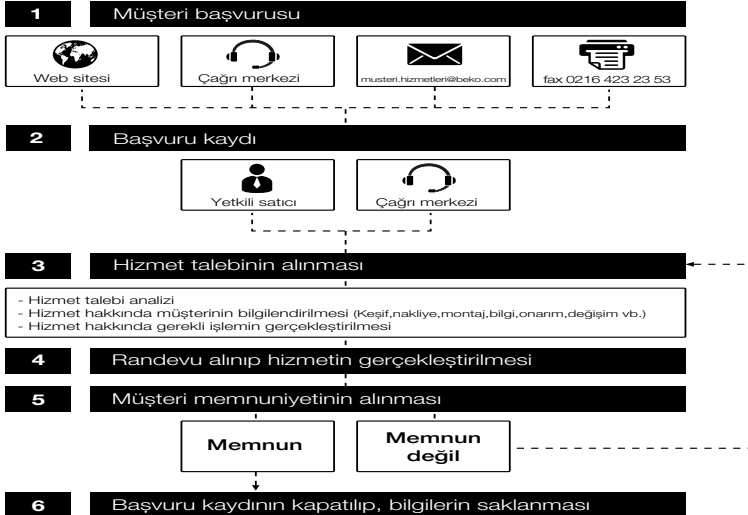 1 Müşteri başvurusu
Web sitesi
Çağrı merkezi
musteri.hizmetleri@beko.com
fax 0216 423 23 53
2 Başvuru kaydı
Yetkili satıcı
Çağrı merkezi
3 Hizmet talebinin alınması
- Hizmet talebi analizi
- Hizmet hakkında müşterinin bilgilendirilmesi (Keşif,nakliye,montaj,bilgi,onarım,değişim vb.)
- Hizmet hakkında gerekli işlemin gerçekleştirilmesi
4 Randevu alınıp hizmetin gerçekleştirilmesi
5 Müşteri memnuniyetinin alınması
Memnun
Memnun
değil
6 Başvuru kaydının kapatılıp, bilgilerin saklanması